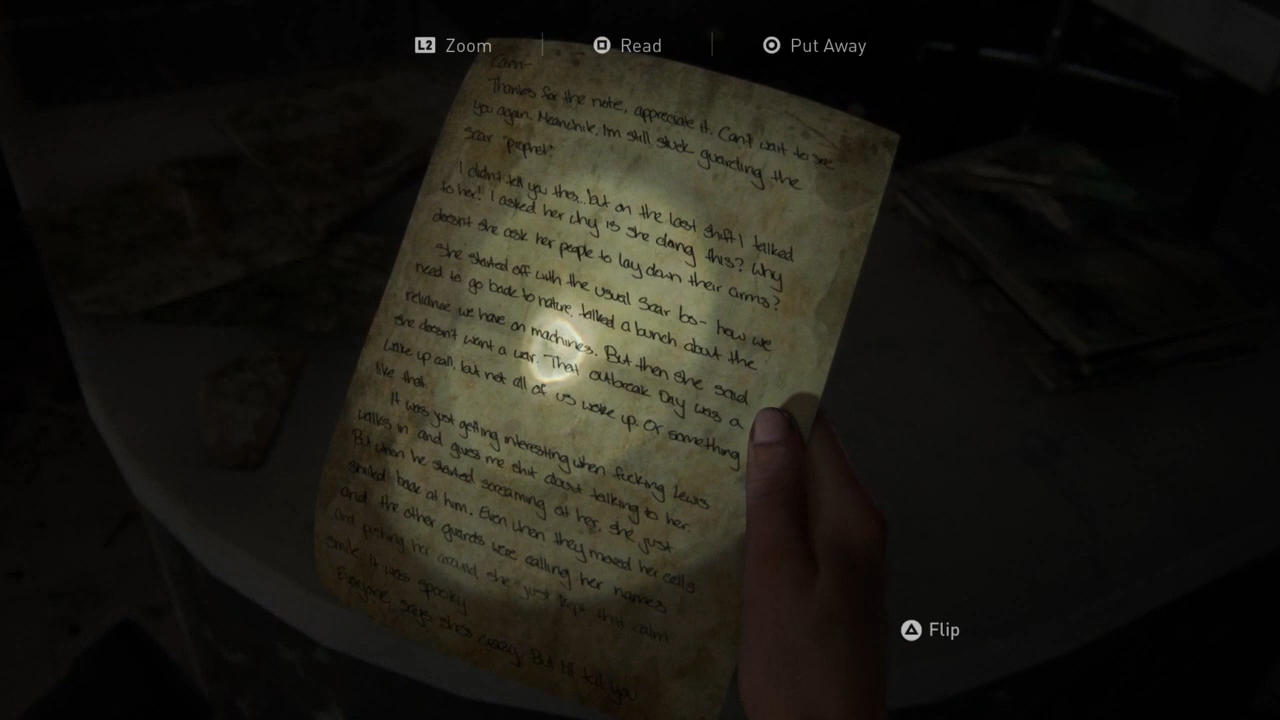 L2 Zoom
Read
Put Away
Cam-
Thanks for the note, appreciate it. Can't wait to see
you again. Meanwhile, I'm still stuck guarding the
Scar "prophet".
I didn't tell you this...but on the last shift I talked
to her! I asked her why is she doing this? Why
doesn't she ask her people to lay down their arms?
She started off with the usual Scar bs- how we
need to go back to nature, talked a bunch about the
reliance we have on machines. But then she said
she doesn't want a war. That Outbreak Day was a
wake up call, but not all of us woke up. Or something
like that.
It was just getting interesting when fucking Lewis
walks in and gives me shit about talking to her.
But when he started screaming at her, she just
smiled back at him. Even when they moved her cells
and the other guards were calling her names
and pushing her around she just kept that calm
smile. It was spooky.
Everyone says she's crazy. But I'll tell you
Flip